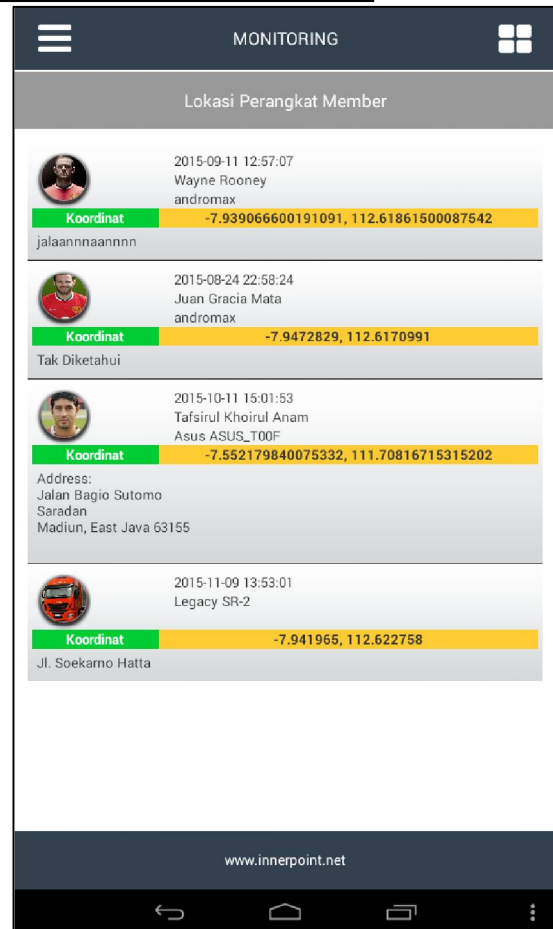 MONITORING
Lokasi Perangkat Member
2015-09-11 12:57:07
Wayne Rooney
andromax
Koordinat -7.939066600191091, 112.61861500087542
jalaannnaannnn
2015-08-24 22:58:24
Juan Gracia Mata
andromax
Koordinat -7.9472829, 112.6170991
Tak Diketahui
2015-10-11 15:01:53
Tafsirul Khoirul Anam
Asus ASUS_T00F
Koordinat -7.552179840075332, 111.70816715315202
Address:
Jalan Bagio Sutomo
Saradan
Madiun, East Java 63155
2015-11-09 13:53:01
Legacy SR-2
Koordinat -7.941965, 112.622758
Jl. Soekarno Hatta
www.innerpoint.net